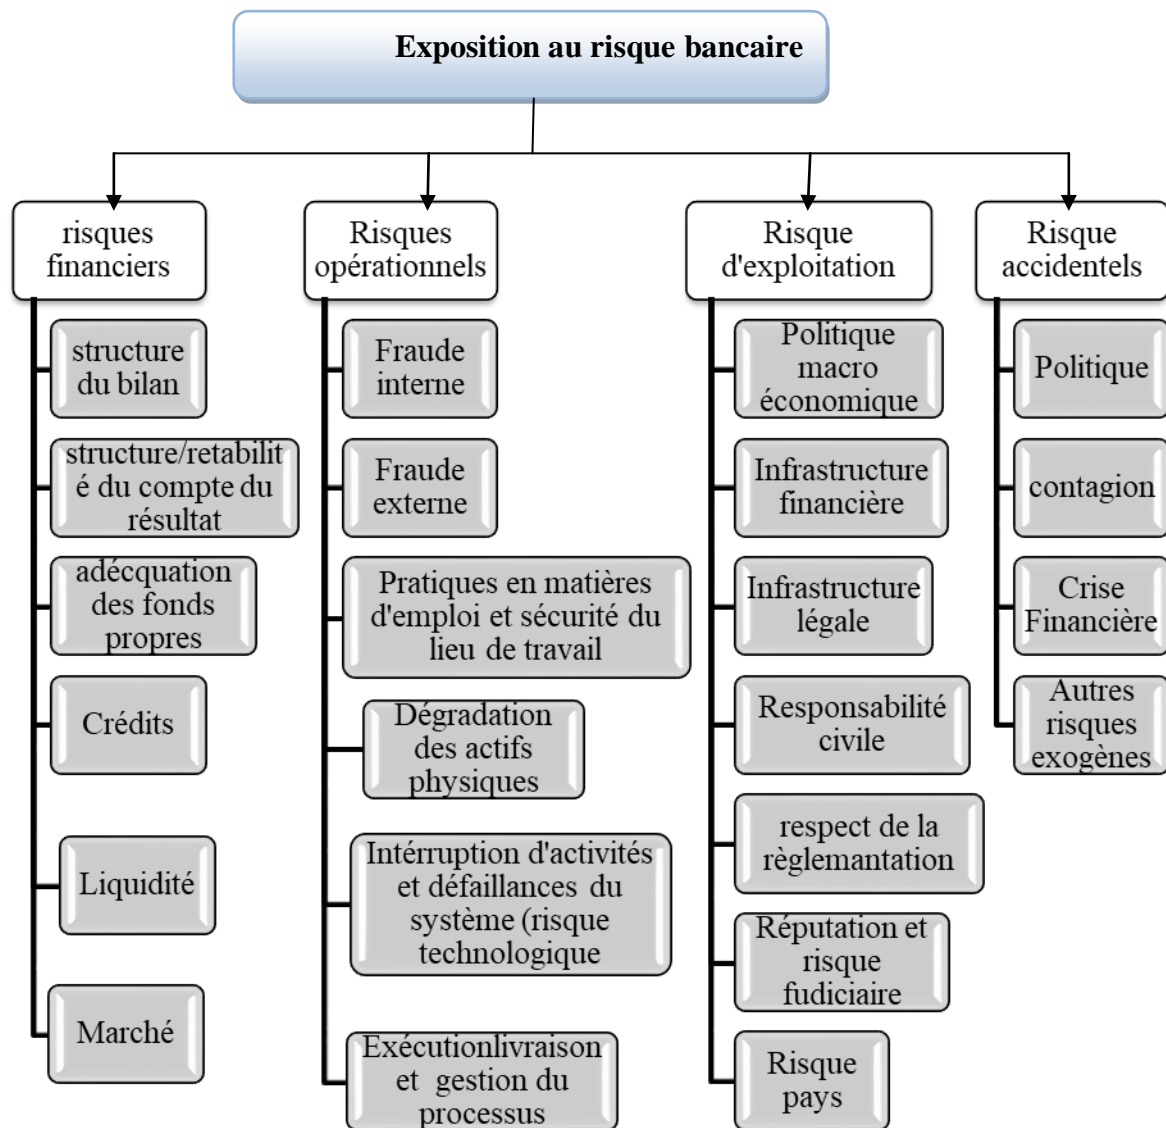 Exposition au risque bancaire
risques
financiers
structure
du bilan
structure/retabilit
é du compte du
résultat
adécquation
des fonds
propres
Crédits
Liquidité
Marché
Risques
opérationnels
Fraude
interne
Fraude
externe
Pratiques en matières
d'emploi et sécurité du
lieu de travail
Dégradation
des actifs
physiques
Intérruption d'activités
et défaillances du
système (risque
technologique
Exécutionlivraison
et gestion du
processus
Risque
d'exploitation
Politique
macro
économique
Infrastructure
financière
Infrastructure
légale
Responsabilité
civile
respect de la
règlemantation
Réputation et
risque
fudiciaire
Risque
pays
Risque
accidentels
Politique
contagion
Crise
Financière
Autres
risques
exogènes